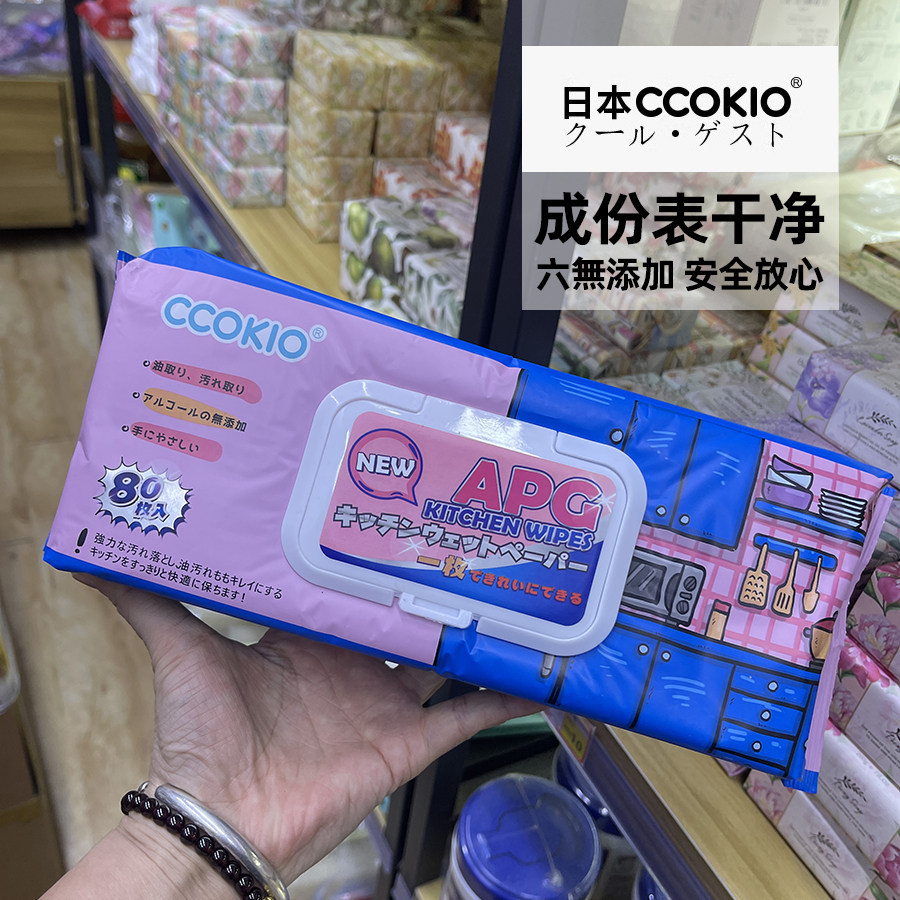 日本CCOKIO®
クール・ゲスト
成份表干净
六無添加 安全放心
CCOKIO®
油取り、汚れ取り
アルコールの無添加
手にやさしい
80
枚入
! 強力な汚れ落とし油汚れももキレイにする
キッチンをすっきりと快適に保ちます!
NEW
APG
KITCHEN WIPES
キッチンウェットペーパー
一枚できれいにできる